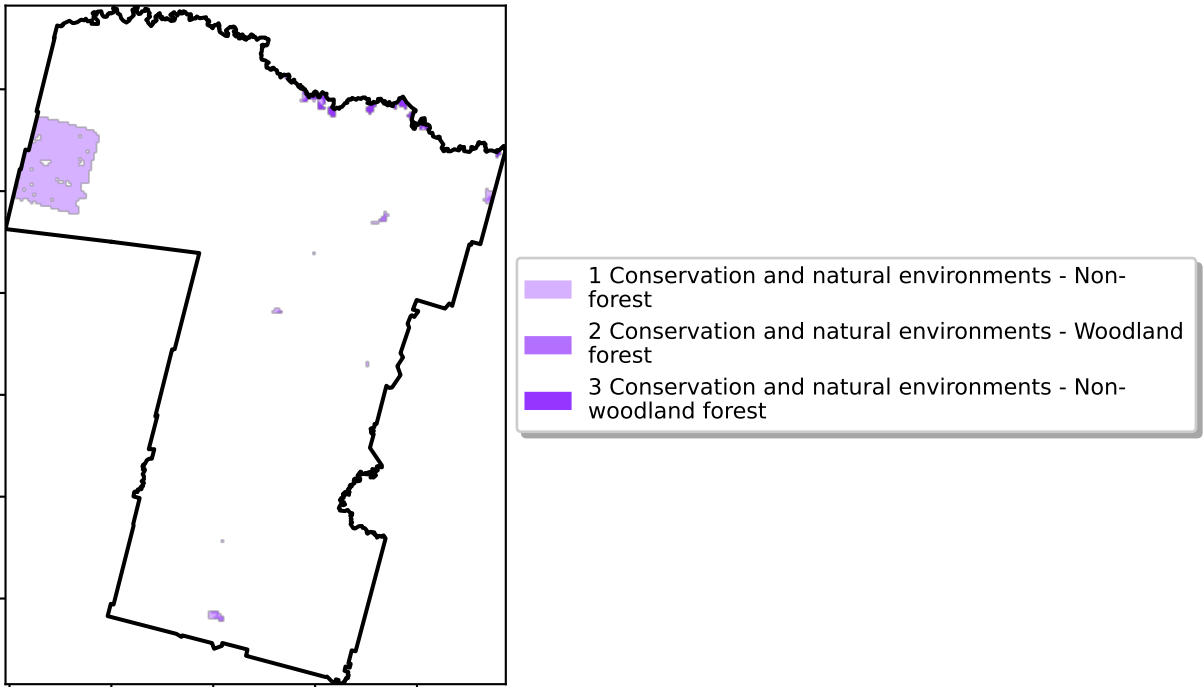 1 Conservation and natural environments - Non-
forest
2 Conservation and natural environments - Woodland
forest
3 Conservation and natural environments - Non-
woodland forest